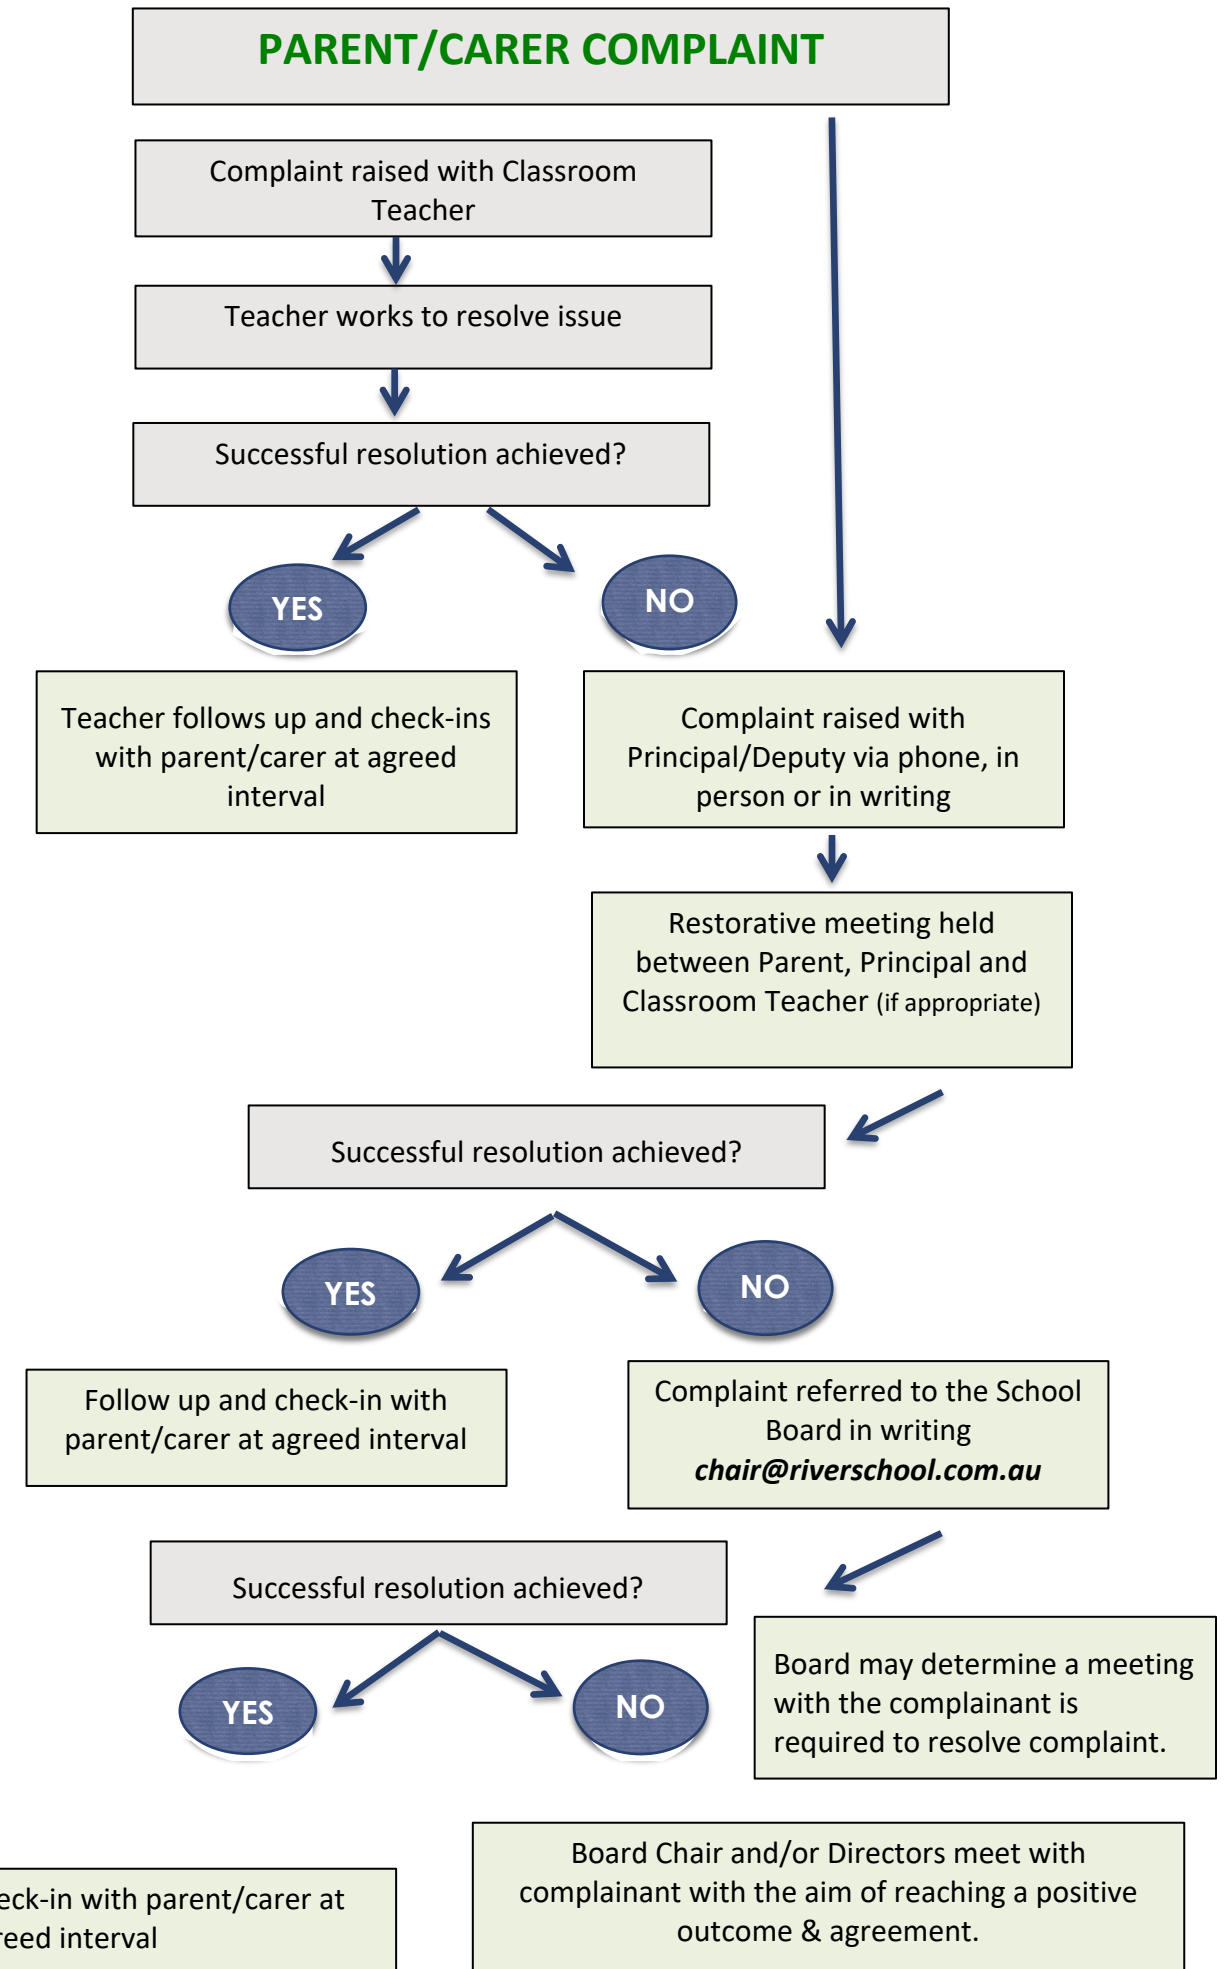 PARENT/CARER COMPLAINT
Complaint raised with Classroom
Teacher
Teacher works to resolve issue
Successful resolution achieved?
YES
NO
Teacher follows up and check-ins
with parent/carer at agreed
interval
Complaint raised with
Principal/Deputy via phone, in
person or in writing
Restorative meeting held
between Parent, Principal and
Classroom Teacher (if appropriate)
Successful resolution achieved?
YES
NO
Follow up and check-in with
parent/carer at agreed interval
Complaint referred to the School
Board in writing
chair@riverschool.com.au
Successful resolution achieved?
YES
NO
Board may determine a meeting
with the complainant is
required to resolve complaint.
Board Chair and/or Directors meet with
complainant with the aim of reaching a positive
outcome & agreement.
eck-in with parent/carer at
reed interval